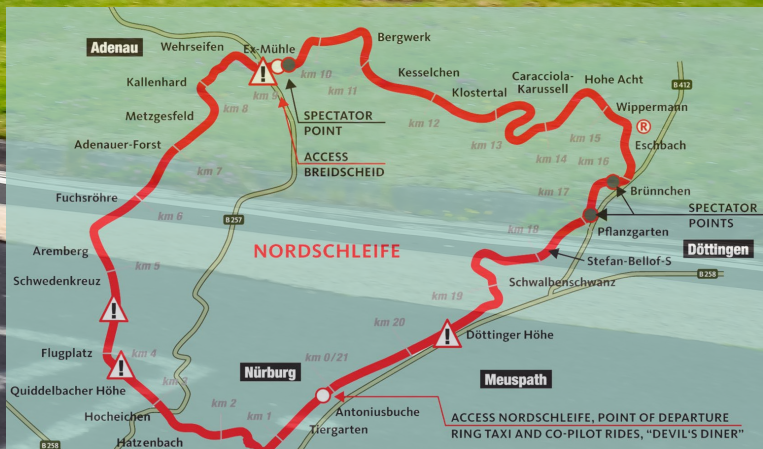 Adenau
Wehrseifen
Ex-Mühle
Bergwerk
km 10
Kallenhard
km 9
km 11
Kesselchen
Caracciola-
Karussell
Hohe Acht
B 412
Klostertal
Metzgesfeld
km 8
SPECTATOR
POINT
km 12
Wippermann
R
Adenauer-Forst
km 13
km 14
km 15
Eschbach
ACCESS
BREIDSCHEID
km 16
km 7
km 17
Brünnchen
Fuchsröhre
km 6
B 257
SPECTATOR
POINTS
km 18
Pflanzgarten
Aremberg
NORDSCHLEIFE
Döttingen
km 5
Stefan-Bellof-S
B 258
Schwedenkreuz
Schwalbenschwanz
km 19
!
!
!
!
km 20
Döttinger Höhe
Flugplatz
km 4
km 0/21
Nürburg
Meuspath
km 3
Quiddelbacher Höhe
Hocheichen
km 2
km 1
Antoniusbuche
ACCESS NORDSCHLEIFE, POINT OF DEPARTURE
RING TAXI AND CO-PILOT RIDES, "DEVIL'S DINER"
Tiergarten
B 258
Hatzenbach